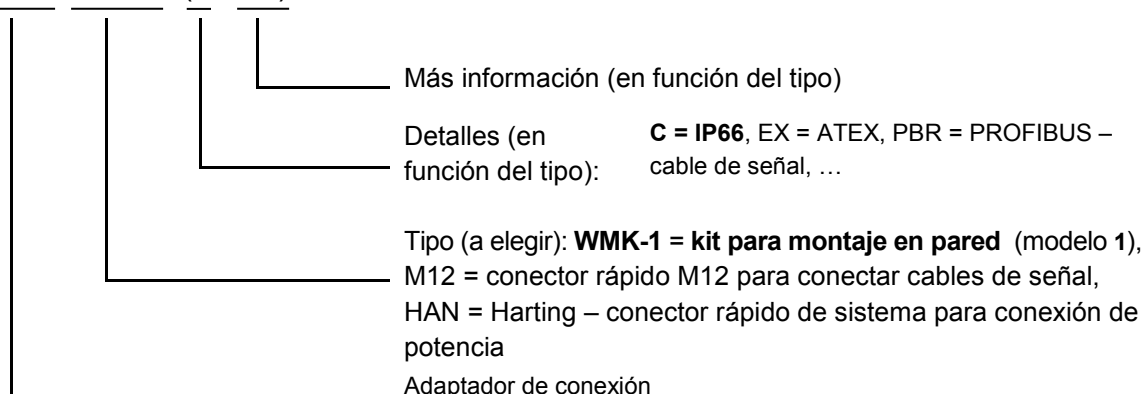 Más información (en función del tipo)
Detalles (en función del tipo):
C = IP66, EX = ATEX, PBR = PROFIBUS – cable de señal, …
Tipo (a elegir): WMK-1 = kit para montaje en pared (modelo 1),
M12 = conector rápido M12 para conectar cables de señal,
HAN = Harting – conector rápido de sistema para conexión de
potencia
Adaptador de conexión